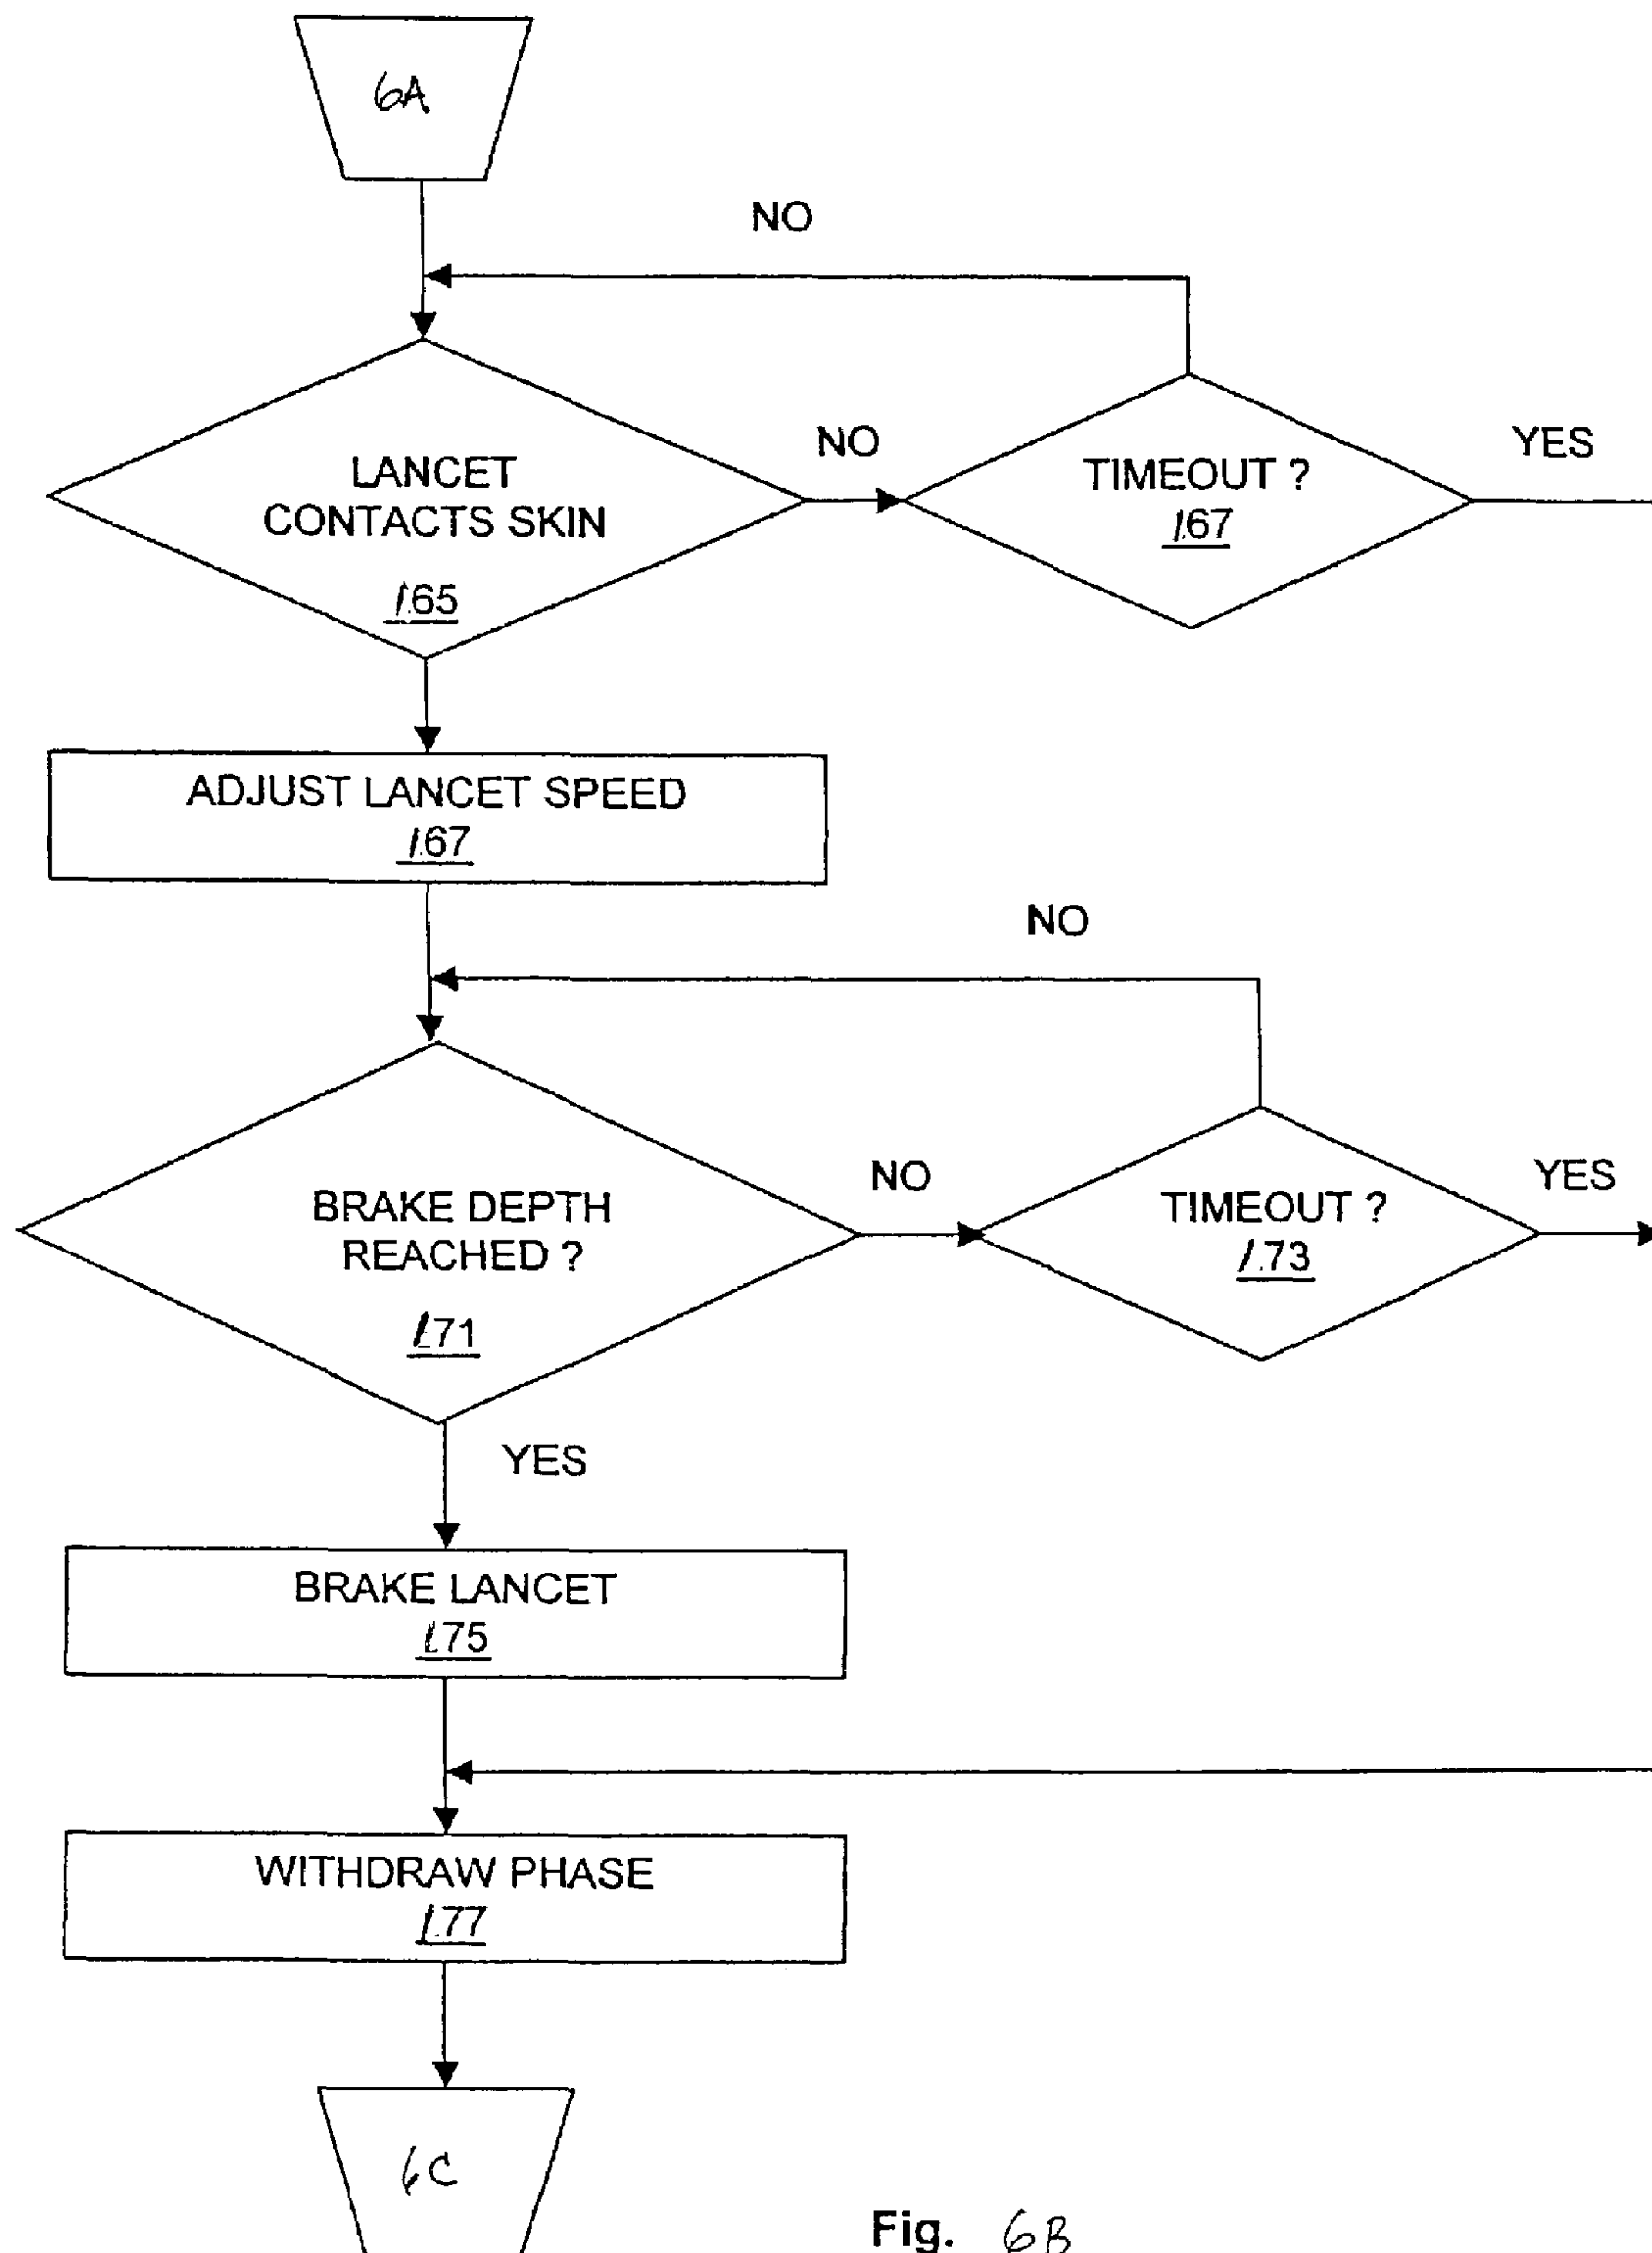 6A
NO
LANCET
CONTACTS SKIN
165
NO
TIMEOUT ?
167
YES
ADJUST LANCET SPEED
167
NO
BRAKE DEPTH
REACHED ?
171
NO
TIMEOUT ?
173
YES
YES
BRAKE LANCET
175
WITHDRAW PHASE
177
6C
Fig. 6B